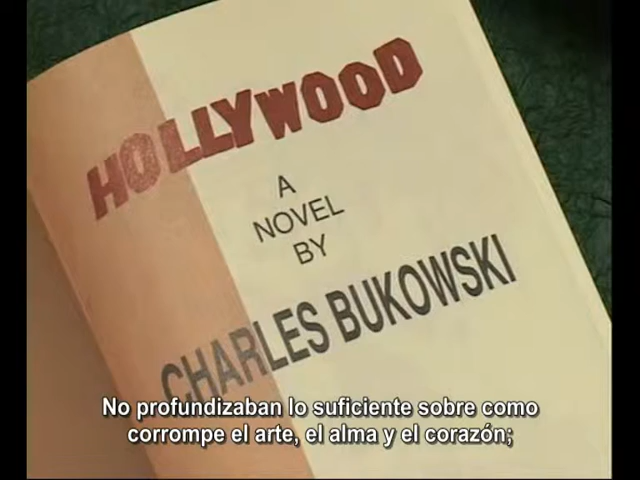 HOLLYWOOD
A
NOVEL
BY
CHARLES BUKOWSKI
No profundizaban lo suficiente sobre como
corrompe el arte, el alma y el corazón;